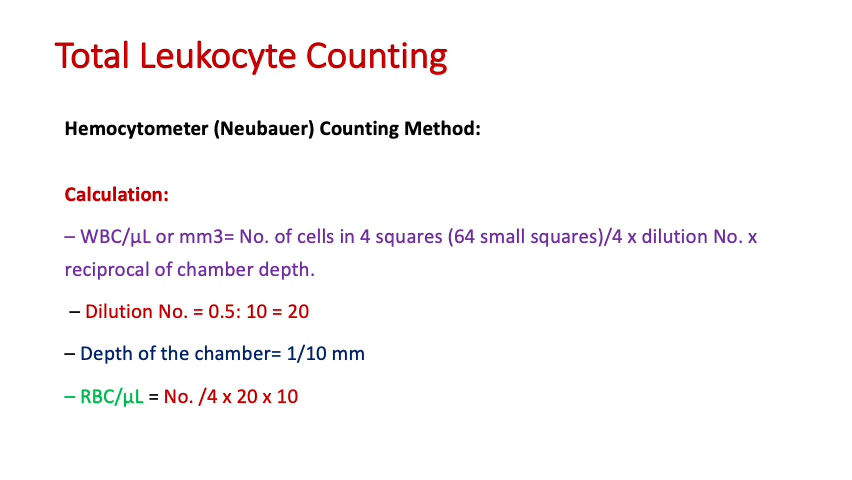 Total Leukocyte Counting
Hemocytometer (Neubauer) Counting Method:
Calculation:
– WBC/µL or mm3= No. of cells in 4 squares (64 small squares)/4 x dilution No. x
reciprocal of chamber depth.
– Dilution No. = 0.5: 10 = 20
– Depth of the chamber= 1/10 mm
– RBC/µL = No. /4 x 20 x 10